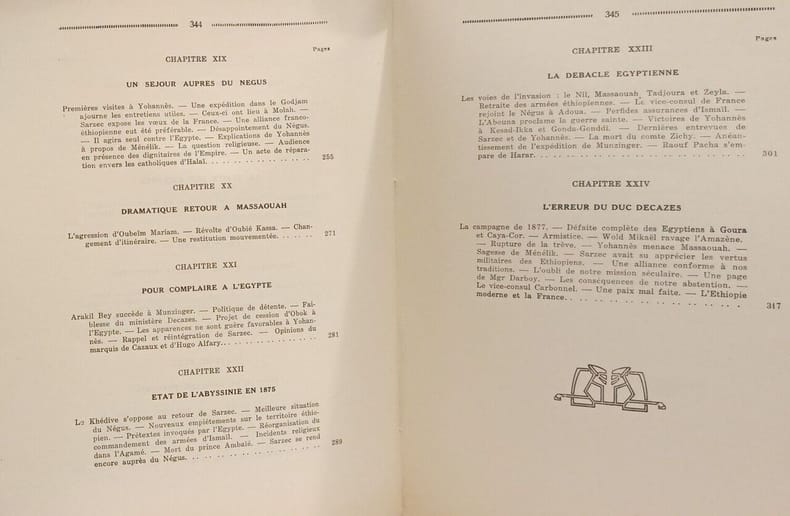 344
Pages
CHAPITRE XIX
UN SEJOUR AUPRES DU NEGUS
Premières visites à Yohannès. — Une expédition dans le Godjam
ajourne les entretiens utiles. — Ceux-ci ont lieu à Molah. —
Sarzec expose les vœux de la France. — Une alliance franco-
éthiopienne eut été préférable. — Désappointement du Négus.
— Il agira seul contre l'Egypte. — Explications de Yohannès
à propos de Ménélik. — La question religieuse. — Audience
en présence des dignitaires de l'Empire. — Un acte de répara-
tion envers les catholiques d'Halaï. . . . . . . . . . . . . . . . 255
CHAPITRE XX
DRAMATIQUE RETOUR A MASSAOUAH
L'agression d'Oubeïm Mariam. — Révolte d'Oubié Kassa. — Chan-
gement d'itinéraire. — Une restitution mouvementée. . . . . . . 271
CHAPITRE XXI
POUR COMPLAIRE A L'EGYPTE
Arakil Bey succède à Munzinger. — Politique de détente. — Fai-
blesse du ministère Decazes. — Projet de cession d'Obok à
l'Egypte. — Les apparences ne sont guère favorables à Yohan-
nès. — Rappel et réintégration de Sarzec. — Opinions du
marquis de Cazaux et d'Hugo Alfary. . . . . . . . . . . . . . . 281
CHAPITRE XXII
ETAT DE L'ABYSSINIE EN 1875
Le Khédive s'oppose au retour de Sarzec. — Meilleure situation
du Négus. — Nouveaux empiétements sur le territoire éthio-
pien. — Prétextes invoqués par l'Egypte. — Réorganisation du
commandement des armées d'Ismaïl. — Incidents religieux
dans l'Agamé. — Mort du prince Ambalé. — Sarzec se rend
encore auprès du Négus. . . . . . . . . . . . . . . . . . . . 289
345
Pages
CHAPITRE XXIII
LA DEBACLE EGYPTIENNE
Les voies de l'invasion : le Nil, Massaouah, Tadjoura et Zeyla. —
Retraite des armées éthiopiennes. — Le vice-consul de France
rejoint le Négus à Adoua. — Perfides assurances d'Ismaïl. —
L'Abouna proclame la guerre sainte. — Victoires de Yohannès
à Kesad-Ikka et Gonda-Genddi. — Dernières entrevues de
Sarzec et de Yohannès. — La mort du comte Zichy. — Anéan-
tissement de l'expédition de Munzinger. — Raouf Pacha s'em-
pare de Harar. . . . . . . . . . . . . . . . . . . . . . . . 301
CHAPITRE XXIV
L'ERREUR DU DUC DECAZES
La campagne de 1877. — Défaite complète des Egyptiens à Goura
et Caya-Cor. — Armistice. — Wold Mikaël ravage l'Amazène.
— Rupture de la trève. — Yohannès menace Massaouah. —
Sagesse de Ménélik. — Sarzec avait su apprécier les vertus
militaires des Ethiopiens. — Une alliance conforme à nos
traditions. — L'oubli de notre mission séculaire. — Une page
de Mgr Darboy. — Les conséquences de notre abstention. —
Le vice-consul Carbonnel. — Une paix mal faite. — L'Ethiopie
moderne et la France. . . . . . . . . . . . . . . . . . . . . 317